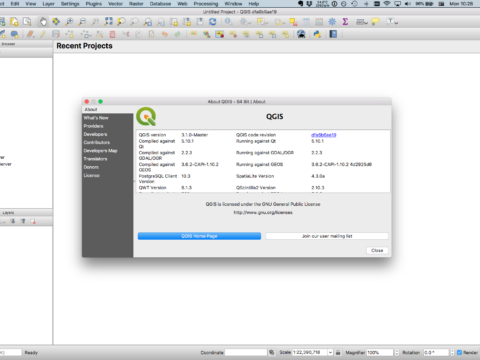 ect View Layer Settings Plugins Vector Raster Database Web Processing Window Help
96% Mon 10:26
Untitled Project - QGIS dfa6b5ae19
Browser
Recent Projects
About QGIS - 64 Bit | About
About
What's New
Providers
Developers
Contributors
Developers Map
Translators
Donors
License
QGIS
QGIS version 3.1.0-Master QGIS code revision
Compiled against Qt 5.10.1 Running against Qt 5.10.1
Compiled against GDAL/OGR 2.2.3 Running against GDAL/OGR 2.2.3
Compiled against GEOS 3.6.2-CAPI-1.10.2 Running against GEOS 3.6.2-CAPI-1.10.2 4d2925d6
PostgreSQL Client Version 10.3 SpatiaLite Version 4.3.0a
QWT Version 6.1.3 QScintilla2 Version 2.10.3
QGIS is licensed under the GNU General Public License
http://www.gnu.org/licenses
QGIS Home Page Join our user mailing list
Close
Layers
Ready Coordinate Scale 1:22,390,718 Magnifier 100% Rotation 0.0 ° Render